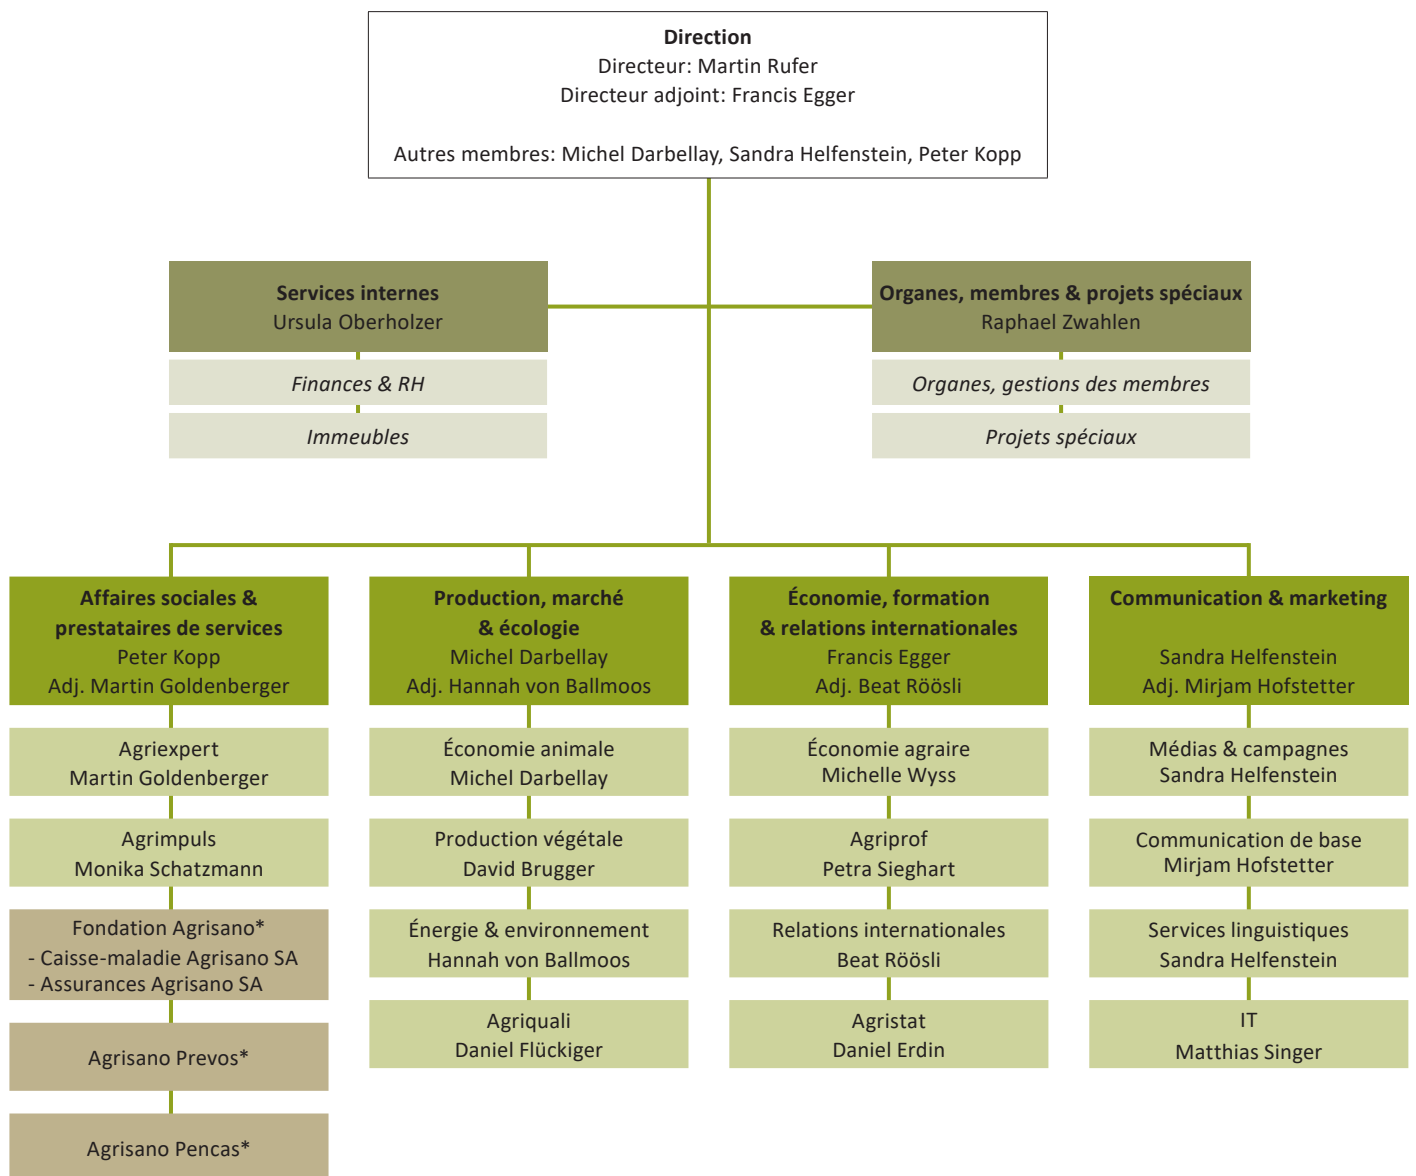 Direction
Directeur: Martin Rufer
Directeur adjoint: Francis Egger
Autres membres: Michel Darbellay, Sandra Helfenstein, Peter Kopp
Services internes
Ursula Oberholzer
Finances & RH
Immeubles
Organes, membres & projets spéciaux
Raphael Zwahlen
Organes, gestions des membres
Projets spéciaux
Affaires sociales &
prestataires de services
Peter Kopp
Adj. Martin Goldenberger
Agriexpert
Martin Goldenberger
Agrimpuls
Monika Schatzmann
Fondation Agrisano*
- Caisse-maladie Agrisano SA
- Assurances Agrisano SA
Agrisano Prevos*
Agrisano Pencas*
Production, marché
& écologie
Michel Darbellay
Adj. Hannah von Ballmoos
Économie animale
Michel Darbellay
Production végétale
David Brugger
Énergie & environnement
Hannah von Ballmoos
Agriquali
Daniel Flückiger
Économie, formation
& relations internationales
Francis Egger
Adj. Beat Röösli
Économie agraire
Michelle Wyss
Agriprof
Petra Sieghart
Relations internationales
Beat Röösli
Agristat
Daniel Erdin
Communication & marketing
Sandra Helfenstein
Adj. Mirjam Hofstetter
Médias & campagnes
Sandra Helfenstein
Communication de base
Mirjam Hofstetter
Services linguistiques
Sandra Helfenstein
IT
Matthias Singer